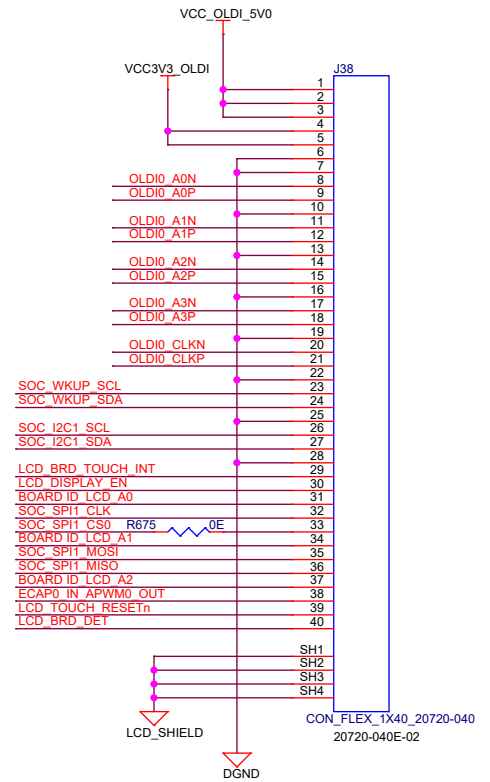 VCC_OLDI_5V0
VCC3V3_OLDI
J38
1
2
3
4
5
6
7
OLDI0_A0N 8
OLDI0_A0P 9
10
OLDI0_A1N 11
OLDI0_A1P 12
13
OLDI0_A2N 14
OLDI0_A2P 15
16
OLDI0_A3N 17
OLDI0_A3P 18
19
OLDI0_CLKN 20
OLDI0_CLKP 21
22
SOC_WKUP_SCL 23
SOC_WKUP_SDA 24
25
SOC_I2C1_SCL 26
SOC_I2C1_SDA 27
28
LCD_BRD_TOUCH_INT 29
LCD_DISPLAY_EN 30
BOARD ID_LCD_A0 31
SOC_SPI1_CLK 32
SOC_SPI1_CS0 R675 0E 33
BOARD ID_LCD_A1 34
SOC_SPI1_MOSI 35
SOC_SPI1_MISO 36
BOARD ID_LCD_A2 37
ECAP0_IN_APWM0_OUT 38
LCD_TOUCH_RESETn 39
LCD_BRD_DET 40
SH1
SH2
SH3
SH4
CON_FLEX_1X40_20720-040
LCD_SHIELD
20720-040E-02
DGND